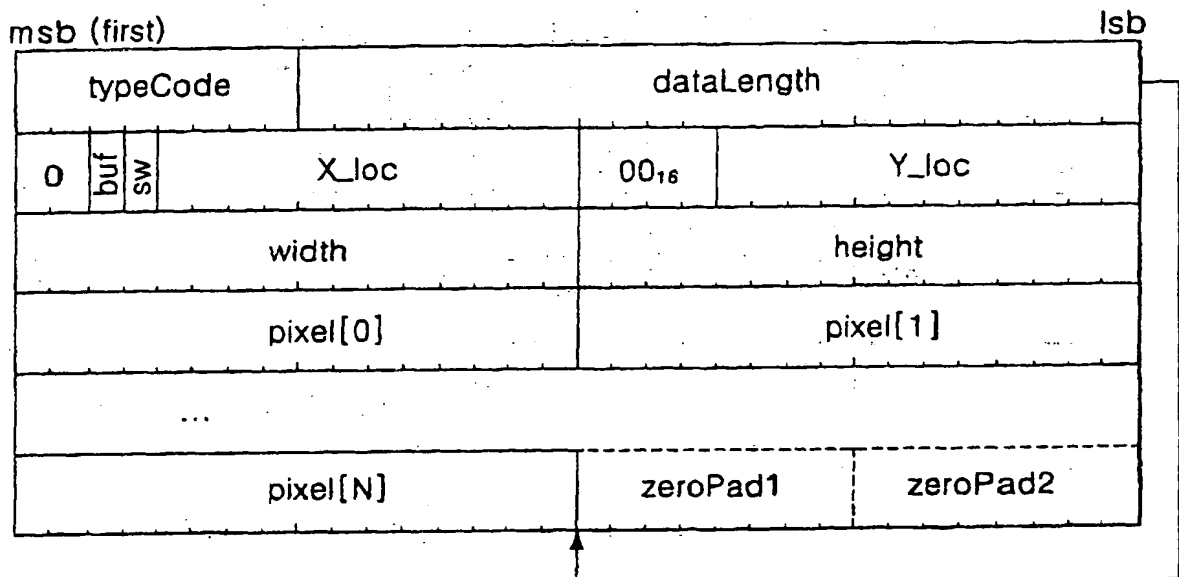 msb (first) lsb
typeCode dataLength
0 buf sw X_loc 00₁₆ Y_loc
width height
pixel[0] pixel[1]
...
pixel[N] zeroPad1 zeroPad2